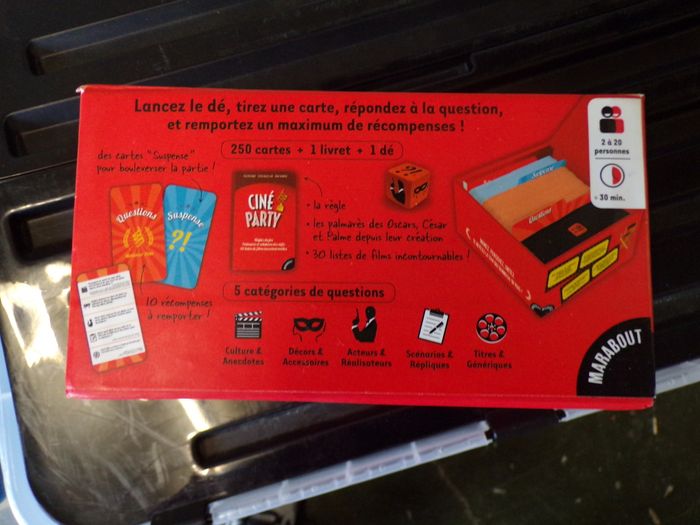 Lancez le dé, tirez une carte, répondez à la question,
et remportez un maximum de récompenses !
250 cartes + 1 livret + 1 dé
des cartes "Suspense"
pour bouleverser la partie !
Questions
Suspense
?!
CINÉ
PARTY
• la règle
• les palmarès des Oscars, César
et Palme depuis leur création
• 30 listes de films incontournables !
10 récompenses
à remporter !
5 catégories de questions
Culture &
Anecdotes
Décors &
Accessoires
Acteurs &
Réalisateurs
Scénarios &
Répliques
Titres &
Génériques
Suspense
Questions
2 à 20
personnes
+30 min.
MARABOUT